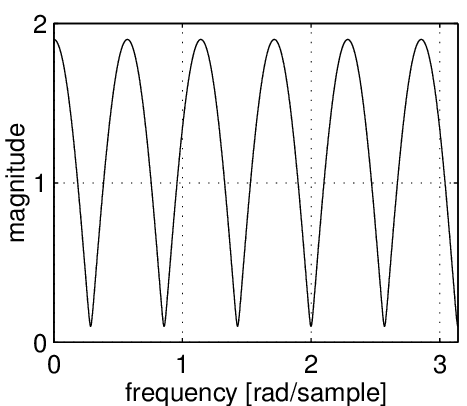 2
1
0
magnitude
0 1 2 3
frequency [rad/sample]